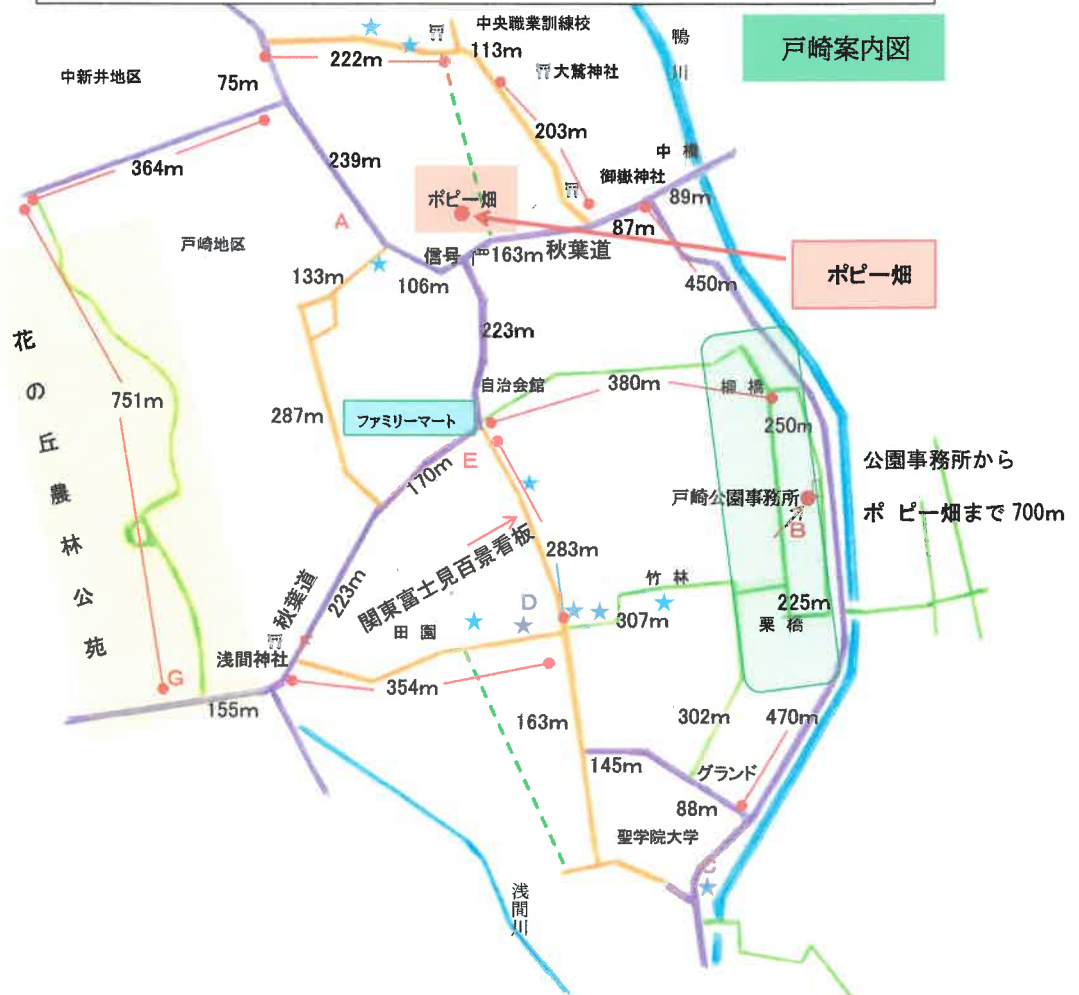 戸崎案内図
中央職業訓練校
113m
鴨川
222m
大鷲神社
中新井地区
75m
203m
中橋
364m
239m
御嶽神社
89m
ポピー畑
87m
A
戸崎地区
信号
163m
秋葉道
ポピー畑
133m
106m
450m
223m
花の丘農林公苑
自治会館
380m
柳橋
751m
287m
ファミリーマート
250m
E
170m
公園事務所から
ポピー畑まで700m
戸崎公園事務所
B
関東富士見百景看板
283m
秋葉道
223m
竹林
D
225m
307m
栗橋
田園
浅間神社
G
354m
155m
163m
302m
470m
145m
グランド
88m
聖学院大学
C
浅間川